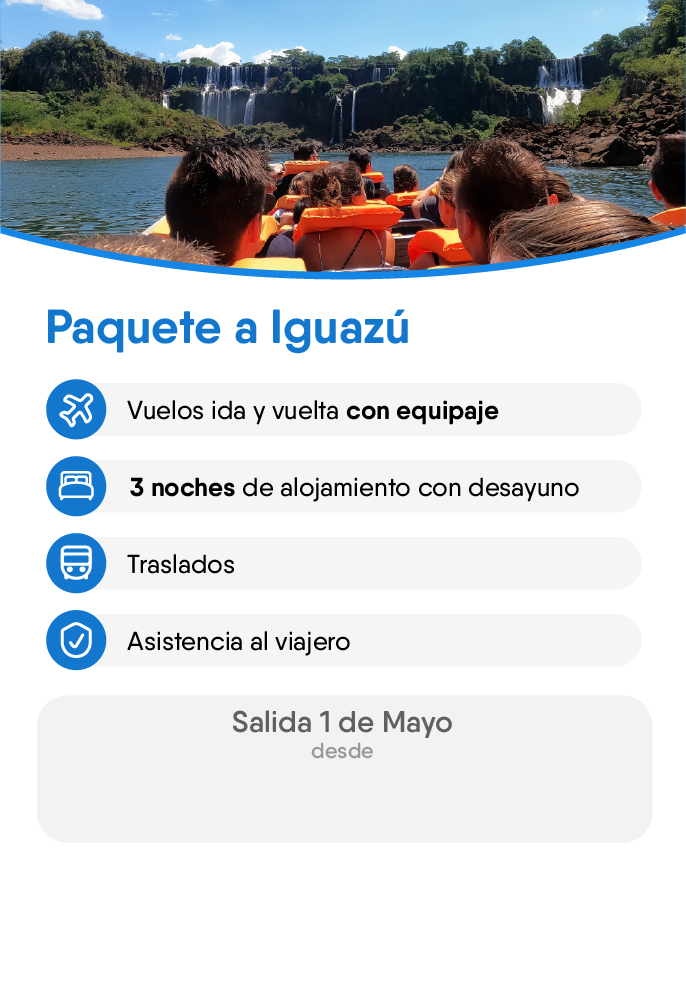 Paquete a Iguazú
Vuelos ida y vuelta con equipaje
3 noches de alojamiento con desayuno
Traslados
Asistencia al viajero
Salida 1 de Mayo
desde